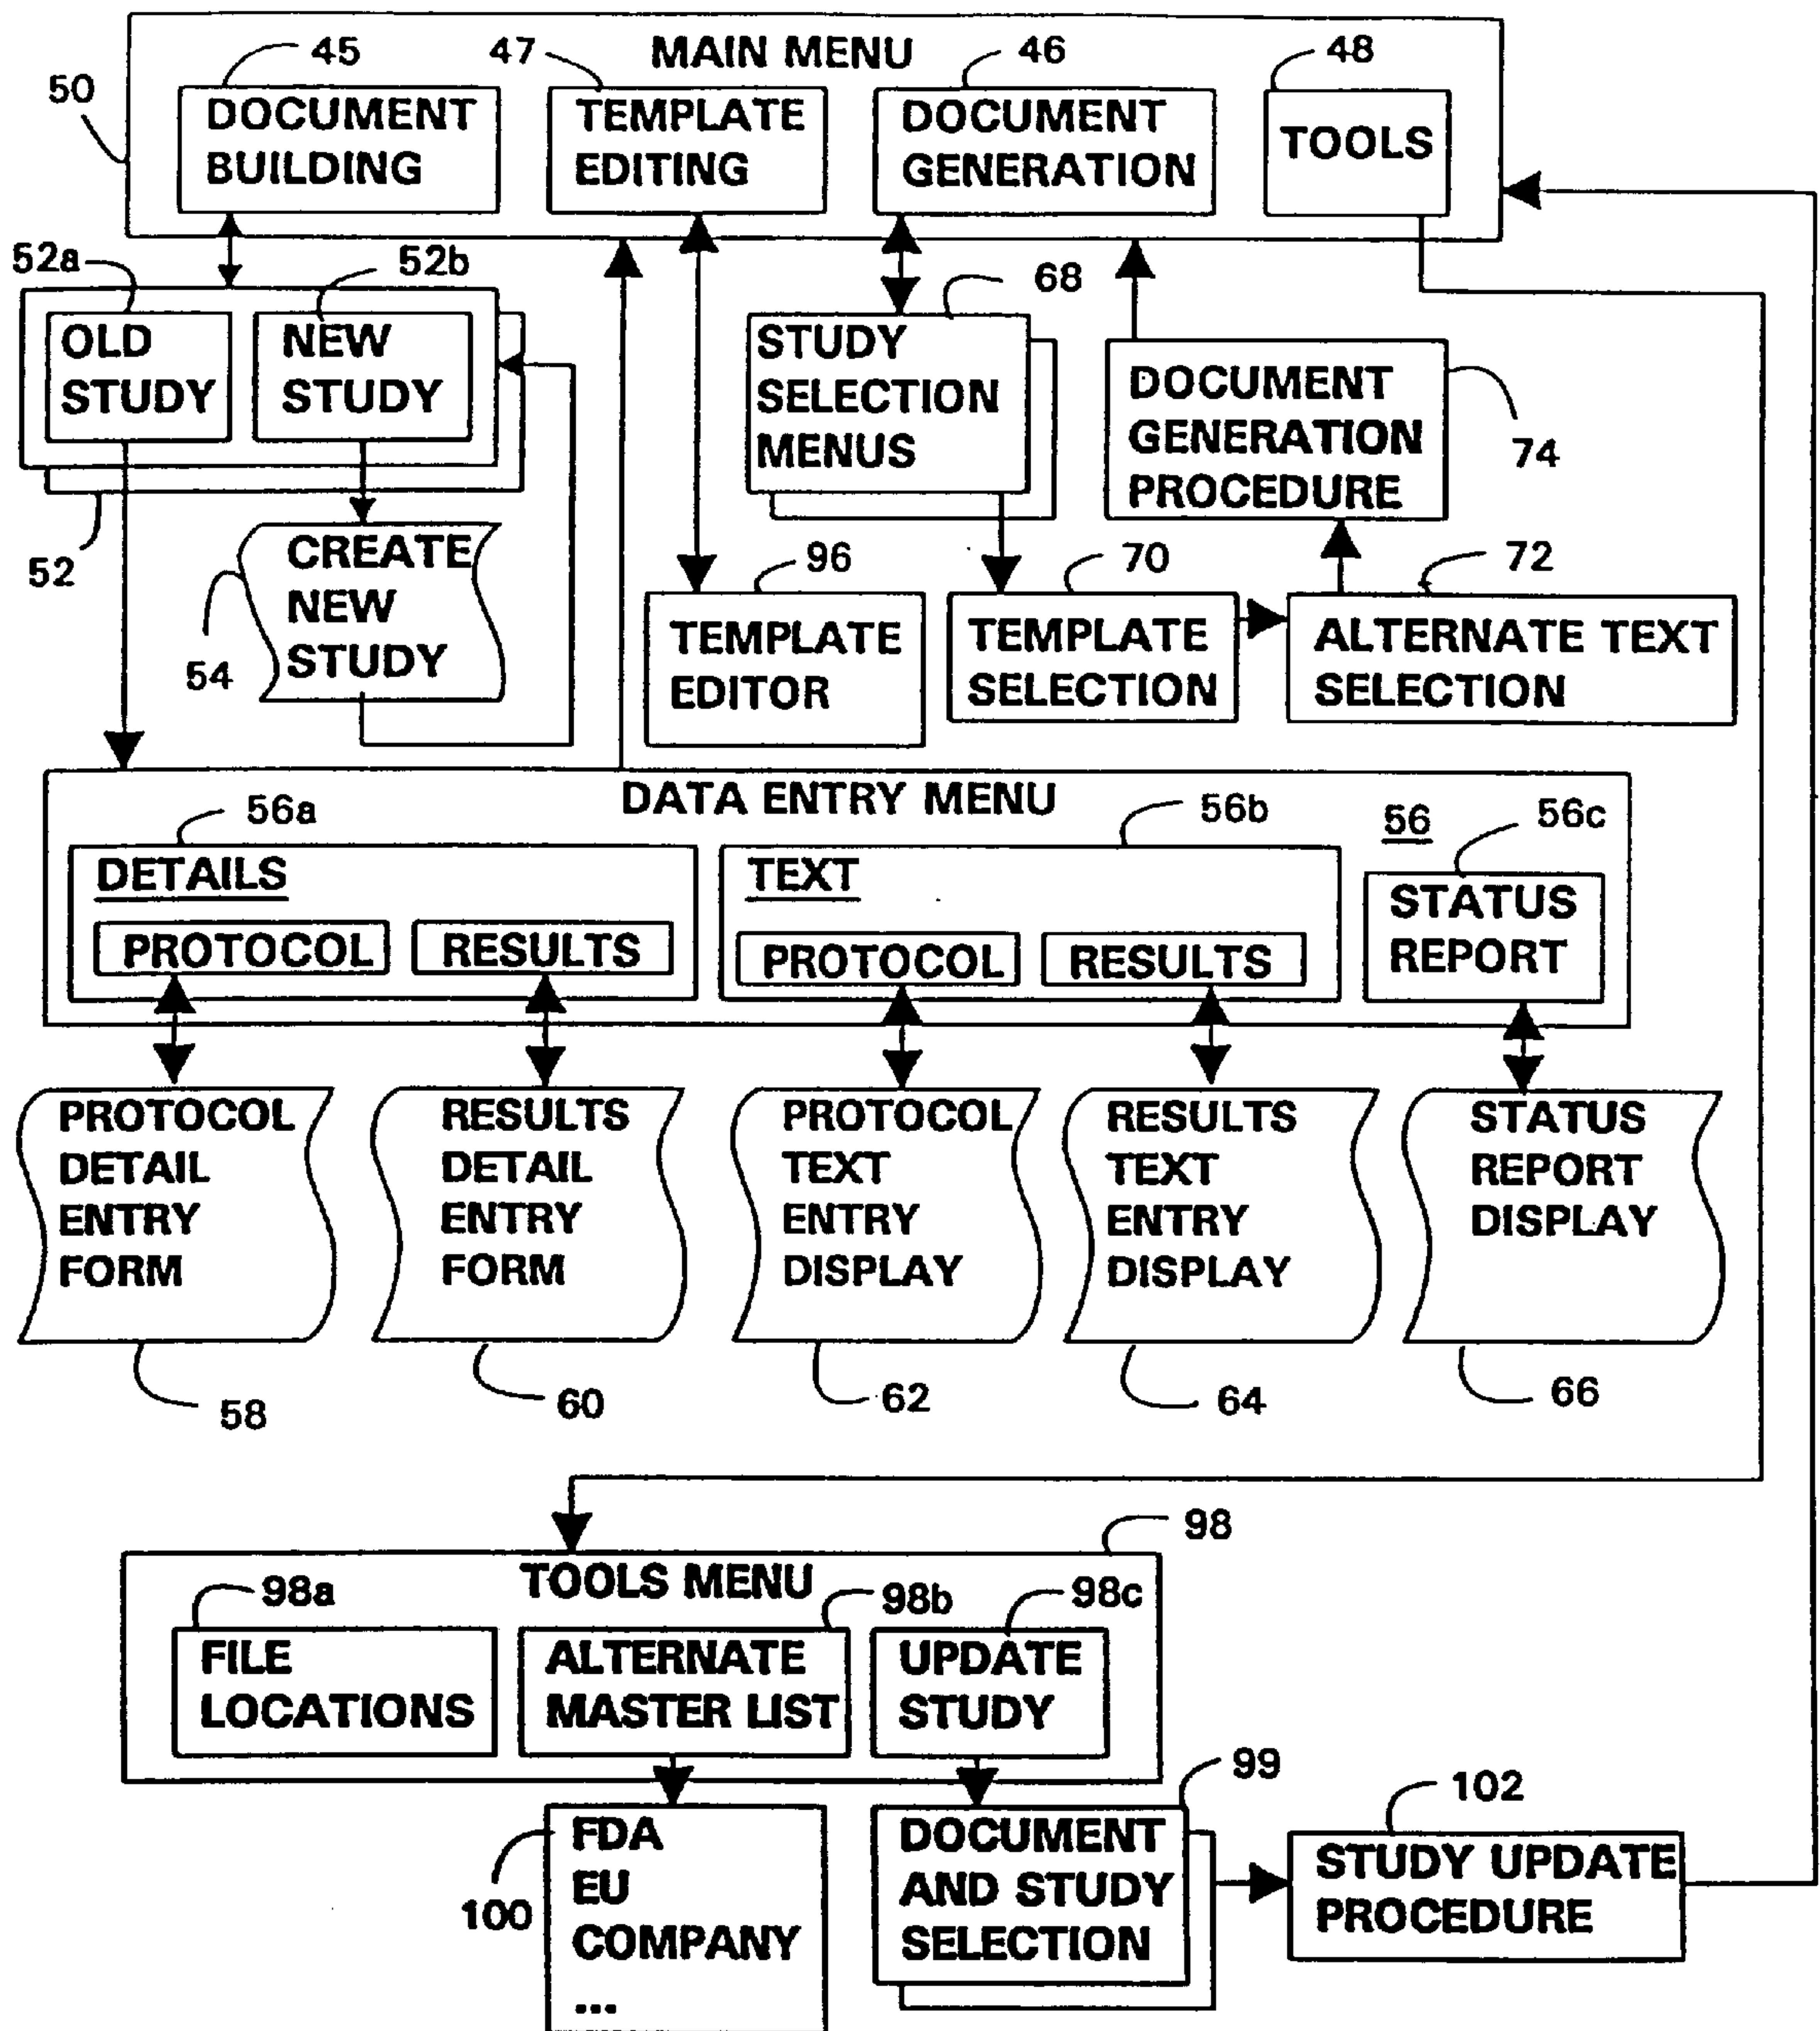 MAIN MENU
45
47
46
48
50
DOCUMENT
BUILDING
TEMPLATE
EDITING
DOCUMENT
GENERATION
TOOLS
52a
52b
68
OLD
STUDY
NEW
STUDY
STUDY
SELECTION
MENUS
DOCUMENT
GENERATION
PROCEDURE
74
52
CREATE
NEW
STUDY
54
96
70
72
TEMPLATE
EDITOR
TEMPLATE
SELECTION
ALTERNATE TEXT
SELECTION
DATA ENTRY MENU
56a
56b
56
56c
DETAILS
PROTOCOL
RESULTS
TEXT
PROTOCOL
RESULTS
STATUS
REPORT
PROTOCOL
DETAIL
ENTRY
FORM
RESULTS
DETAIL
ENTRY
FORM
PROTOCOL
TEXT
ENTRY
DISPLAY
RESULTS
TEXT
ENTRY
DISPLAY
STATUS
REPORT
DISPLAY
58
60
62
64
66
98
TOOLS MENU
98a
98b
98c
FILE
LOCATIONS
ALTERNATE
MASTER LIST
UPDATE
STUDY
99
102
100
FDA
EU
COMPANY
...
DOCUMENT
AND STUDY
SELECTION
STUDY UPDATE
PROCEDURE